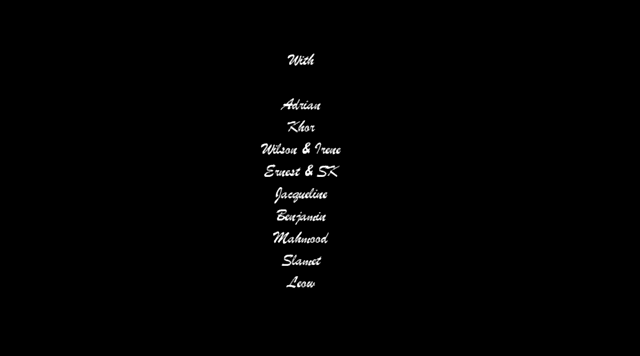 With
Adrian
Khor
Wilson & Irene
Ernest & SK
Jacqueline
Benjamin
Mahmood
Slamet
Leow